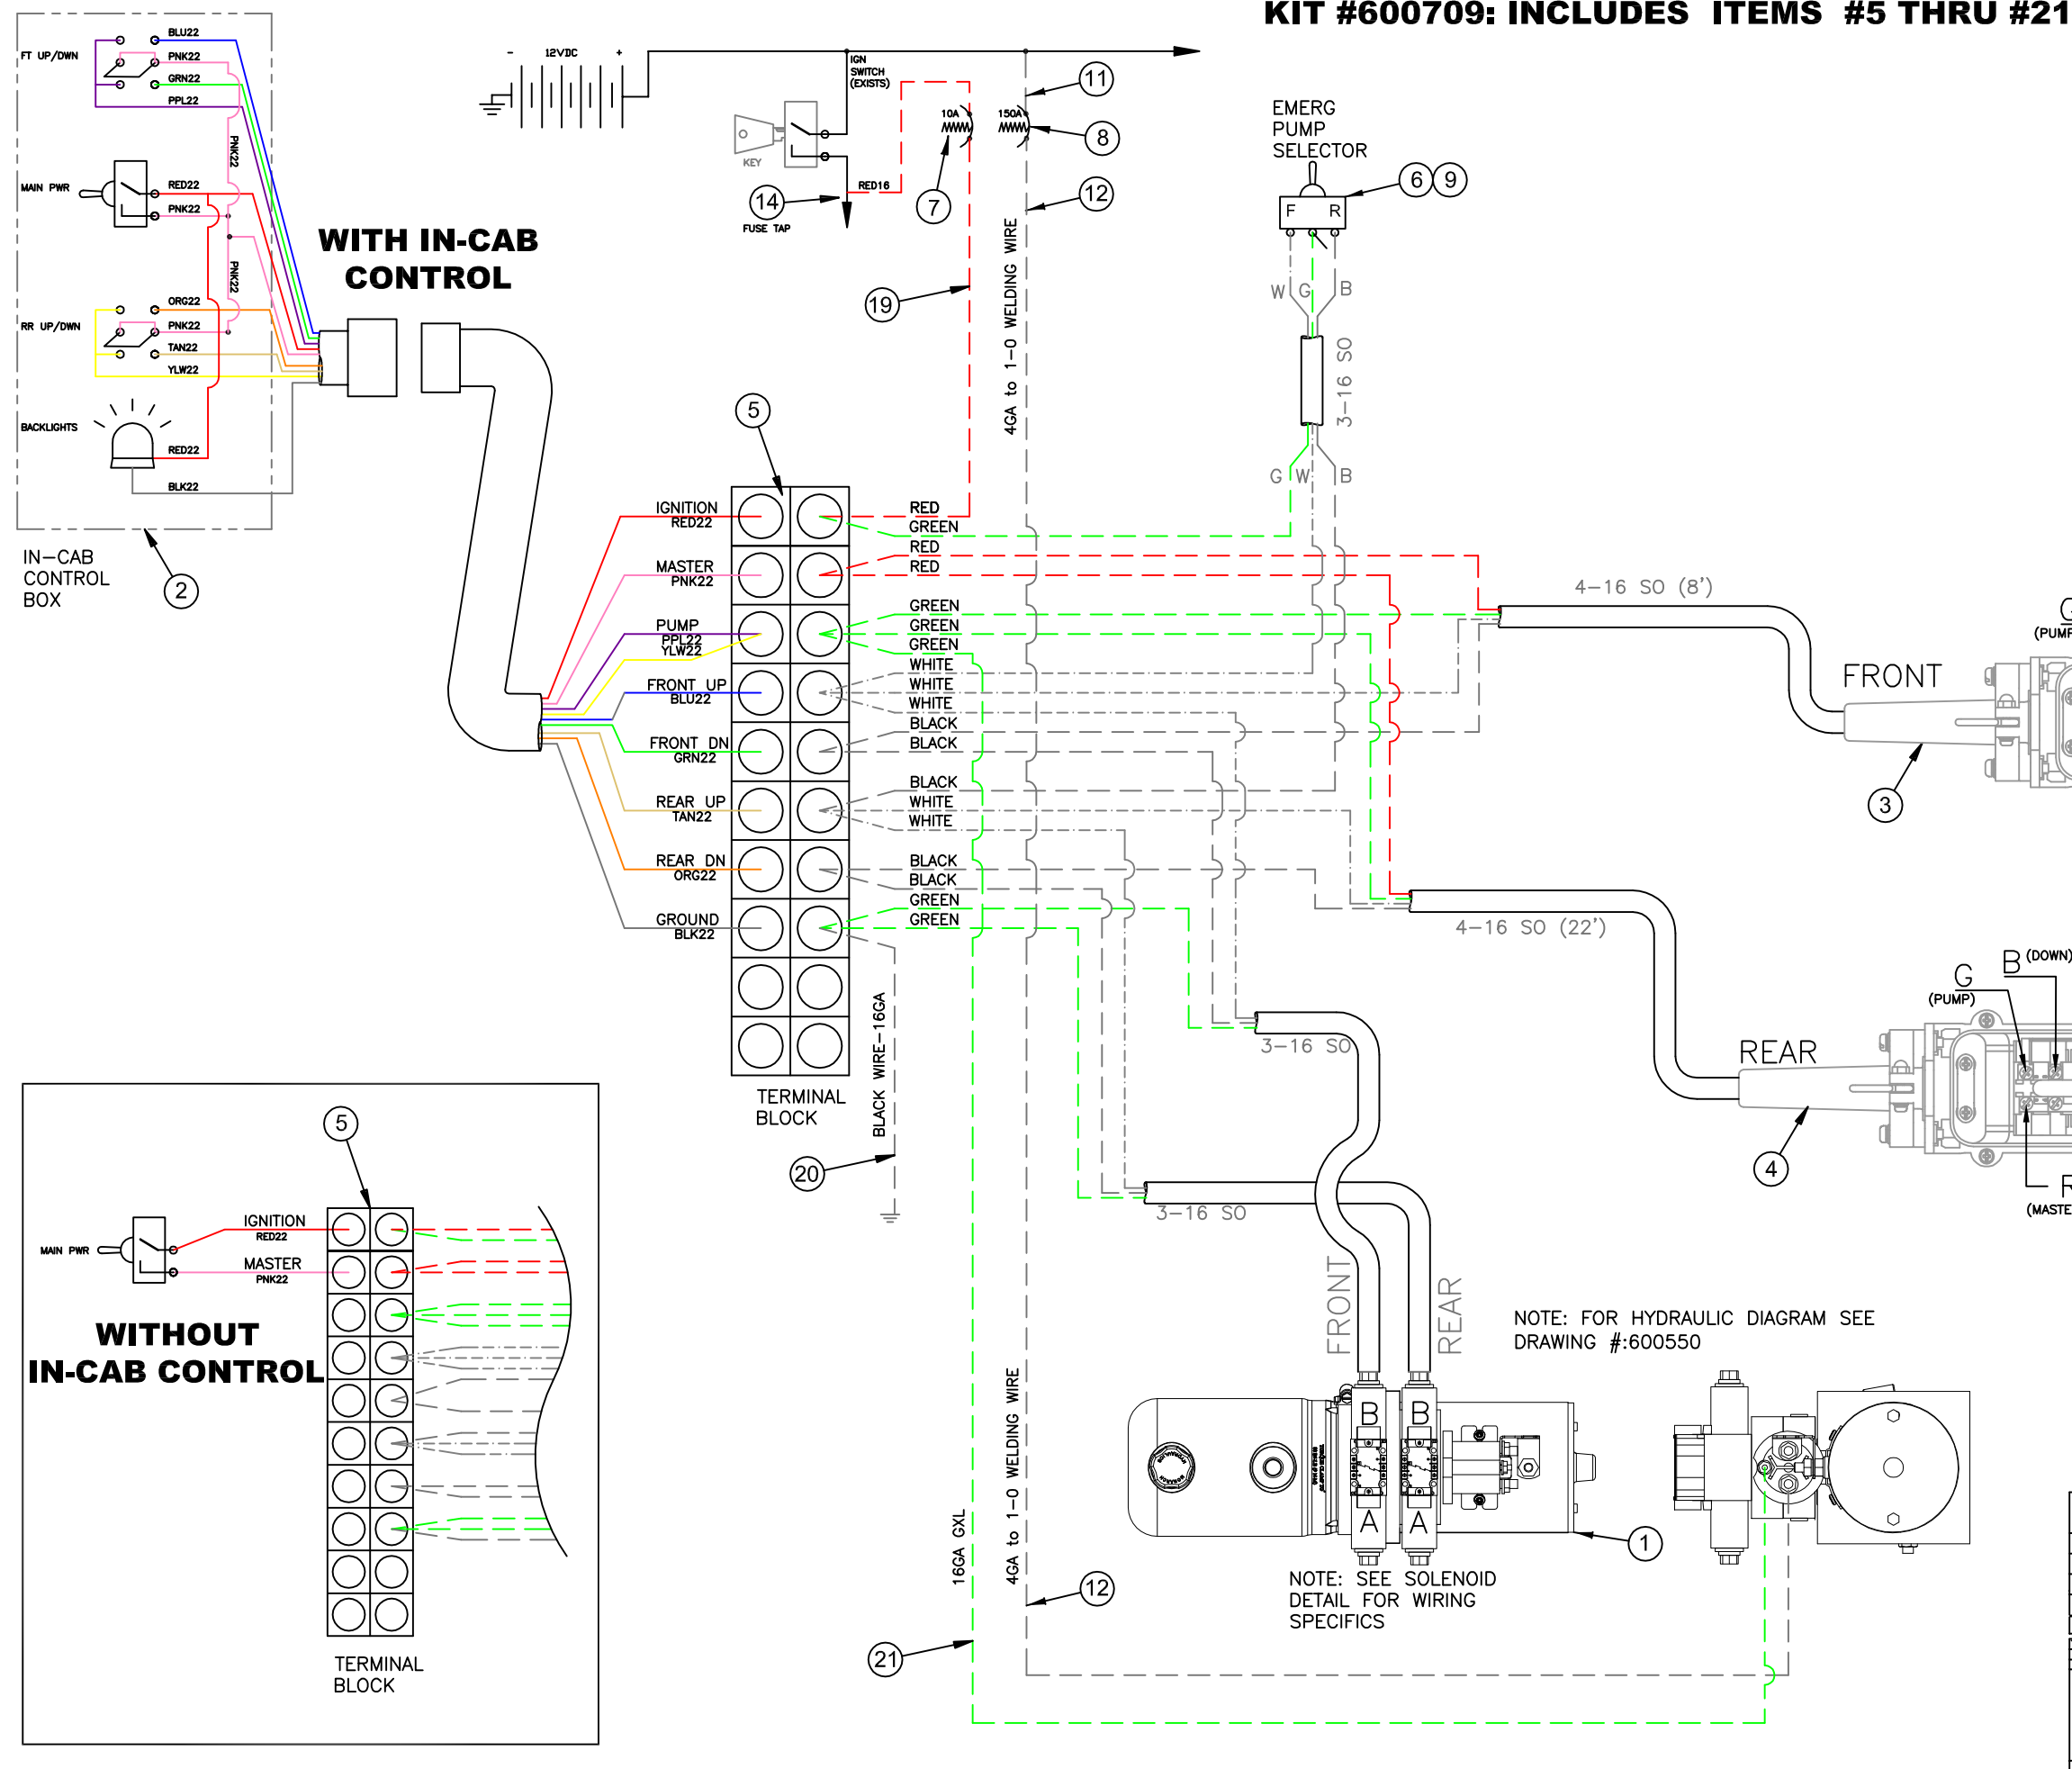 KIT #600709: INCLUDES ITEMS #5 THRU #21
FT UP/DWN
BLU22
PNK22
GRN22
PPL22
PNK22
MAIN PWR
RED22
PNK22
PNK22
RR UP/DWN
ORG22
PNK22
TAN22
YLW22
BACKLIGHTS
RED22
BLK22
IN-CAB
CONTROL
BOX
2
WITH IN-CAB
CONTROL
- 12VDC +
IGN
SWITCH
(EXISTS)
KEY
14
FUSE TAP
RED16
10A
7
150A
11
8
12
19
4GA to 1-0 WELDING WIRE
EMERG
PUMP
SELECTOR
F R
6 9
W G B
3-16 SO
G W B
5
IGNITION
RED22
MASTER
PNK22
PUMP
PPL22
YLW22
FRONT UP
BLU22
FRONT DN
GRN22
REAR UP
TAN22
REAR DN
ORG22
GROUND
BLK22
RED
GREEN
RED
RED
GREEN
GREEN
GREEN
WHITE
WHITE
WHITE
BLACK
BLACK
BLACK
WHITE
WHITE
BLACK
BLACK
GREEN
GREEN
TERMINAL
BLOCK
BLACK WIRE-16GA
20
4-16 SO (8')
FRONT
3
(PUM
4-16 SO (22')
REAR
4
G
(PUMP)
B (DOWN)
(MASTE
3-16 SO
3-16 SO
FRONT
REAR
NOTE: FOR HYDRAULIC DIAGRAM SEE
DRAWING #:600550
B B
A A
1
NOTE: SEE SOLENOID
DETAIL FOR WIRING
SPECIFICS
16GA GXL
4GA to 1-0 WELDING WIRE
12
21
5
MAIN PWR
IGNITION
RED22
MASTER
PNK22
WITHOUT
IN-CAB CONTROL
TERMINAL
BLOCK